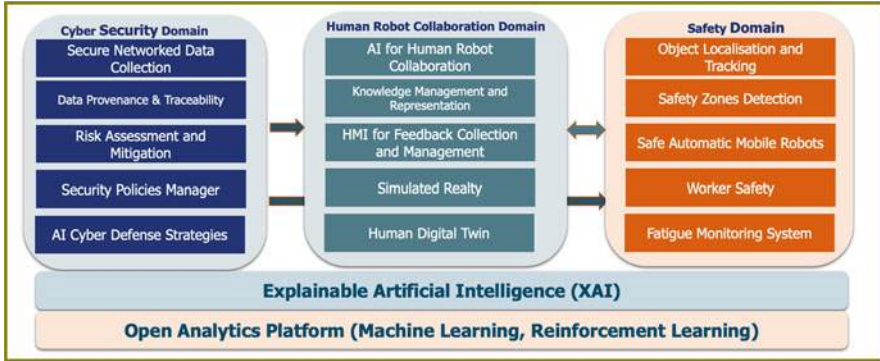 Cyber Security Domain
Secure Networked Data
Collection
Data Provenance & Traceability
Risk Assessment and
Mitigation
Security Policies Manager
AI Cyber Defense Strategies
Human Robot Collaboration Domain
AI for Human Robot
Collaboration
Knowledge Management and
Representation
HMI for Feedback Collection
and Management
Simulated Realty
Human Digital Twin
Safety Domain
Object Localisation and
Tracking
Safety Zones Detection
Safe Automatic Mobile Robots
Worker Safety
Fatigue Monitoring System
Explainable Artificial Intelligence (XAI)
Open Analytics Platform (Machine Learning, Reinforcement Learning)